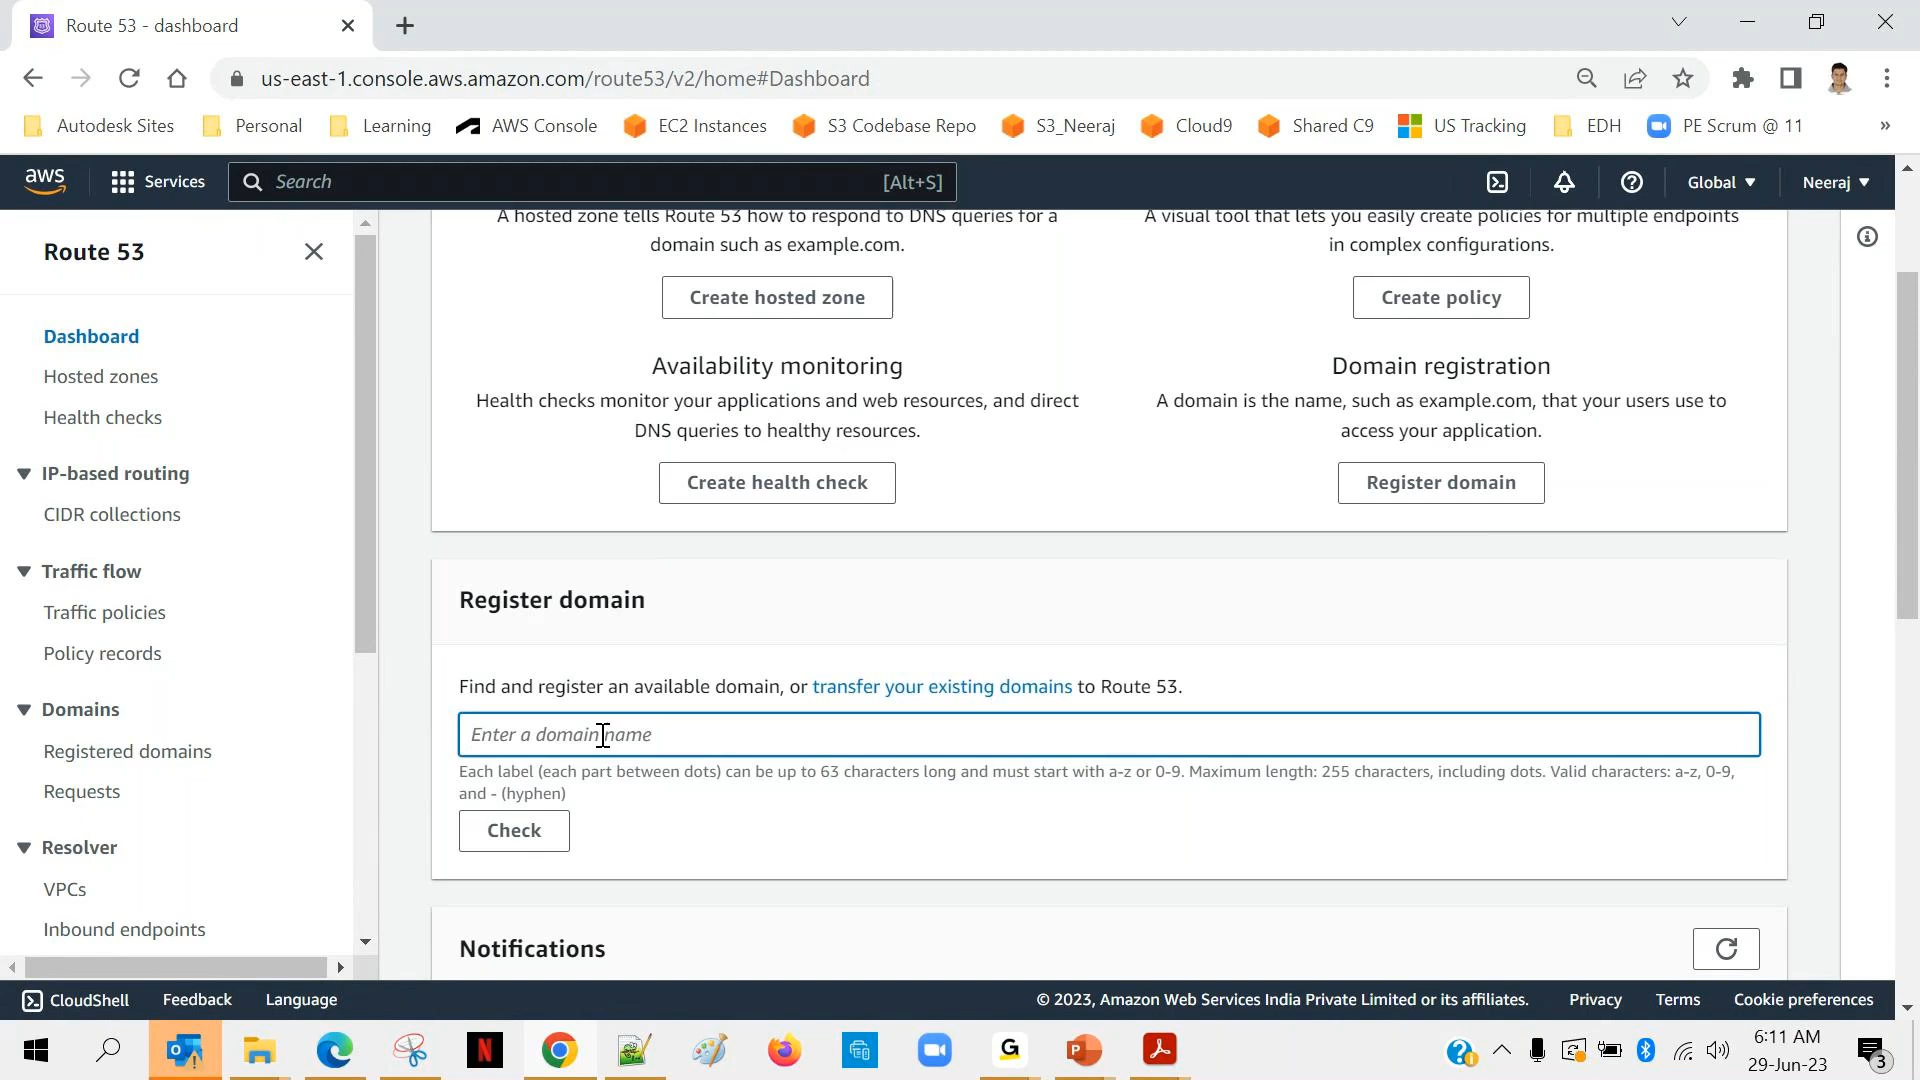 Route 53 - dashboard
us-east-1.console.aws.amazon.com/route53/v2/home#Dashboard
Autodesk Sites
Personal
Learning
AWS Console
EC2 Instances
S3 Codebase Repo
S3_Neeraj
Cloud9
Shared C9
US Tracking
EDH
PE Scrum @ 11
»
aws
Services
Search
[Alt+S]
Global
Neeraj
Route 53
Dashboard
Hosted zones
Health checks
IP-based routing
CIDR collections
Traffic flow
Traffic policies
Policy records
Domains
Registered domains
Requests
Resolver
VPCs
Inbound endpoints
A hosted zone tells Route 53 how to respond to DNS queries for a
domain such as example.com.
Create hosted zone
A visual tool that lets you easily create policies for multiple endpoints
in complex configurations.
Create policy
Availability monitoring
Health checks monitor your applications and web resources, and direct
DNS queries to healthy resources.
Create health check
Domain registration
A domain is the name, such as example.com, that your users use to
access your application.
Register domain
Register domain
Find and register an available domain, or transfer your existing domains to Route 53.
Enter a domain name
Each label (each part between dots) can be up to 63 characters long and must start with a-z or 0-9. Maximum length: 255 characters, including dots. Valid characters: a-z, 0-9,
and - (hyphen)
Check
Notifications
CloudShell
Feedback
Language
© 2023, Amazon Web Services India Private Limited or its affiliates.
Privacy
Terms
Cookie preferences
N
G
P
6:11 AM
29-Jun-23
3